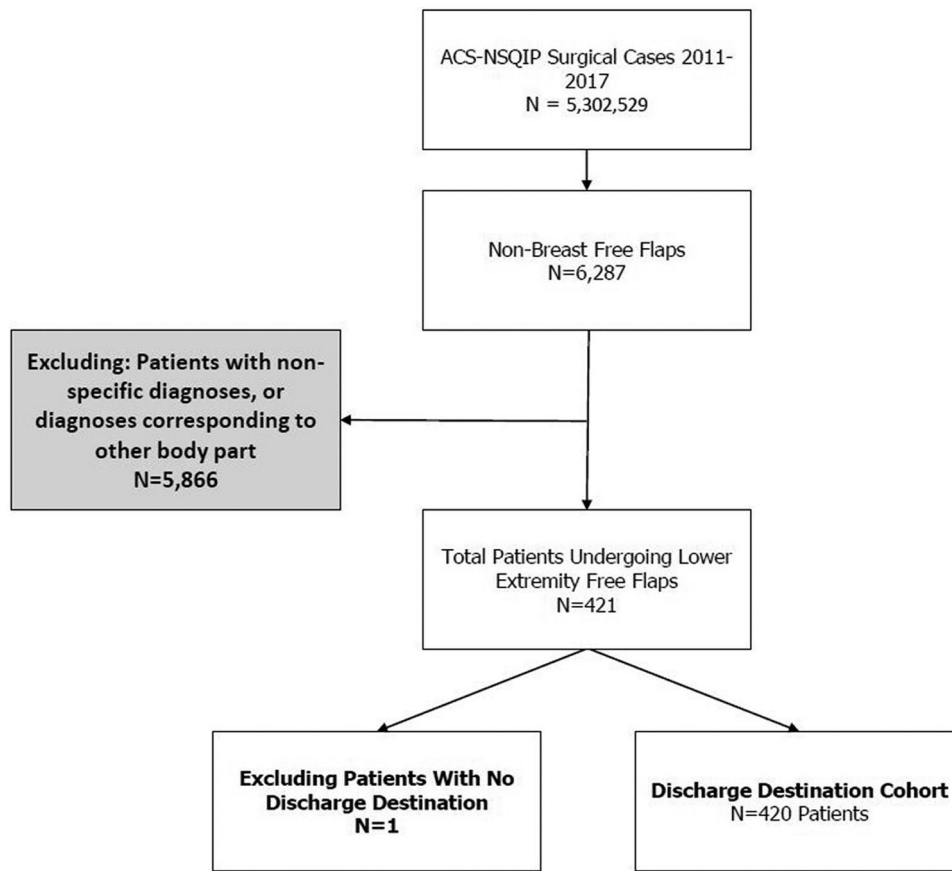 ACS-NSQIP Surgical Cases 2011-
2017
N = 5,302,529
Non-Breast Free Flaps
N=6,287
Excluding: Patients with non-
specific diagnoses, or
diagnoses corresponding to
other body part
N=5,866
Total Patients Undergoing Lower
Extremity Free Flaps
N=421
Excluding Patients With No
Discharge Destination
N=1
Discharge Destination Cohort
N=420 Patients